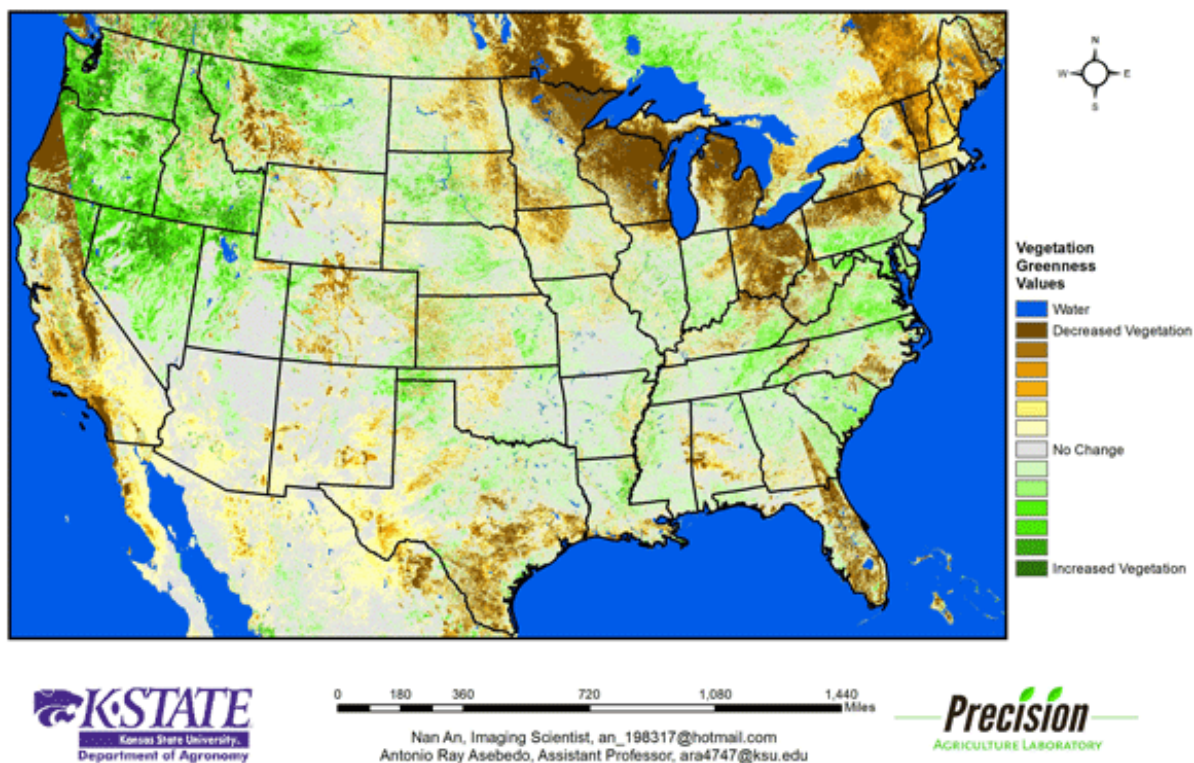 N
W E
S
Vegetation
Greenness
Values
Water
Decreased Vegetation
No Change
Increased Vegetation
K-STATE
Kansas State University.
Department of Agronomy
0 180 360 720 1,080 1,440
Miles
Nan An, Imaging Scientist, an_198317@hotmail.com
Antonio Ray Asebedo, Assistant Professor, ara4747@ksu.edu
Precision
AGRICULTURE LABORATORY